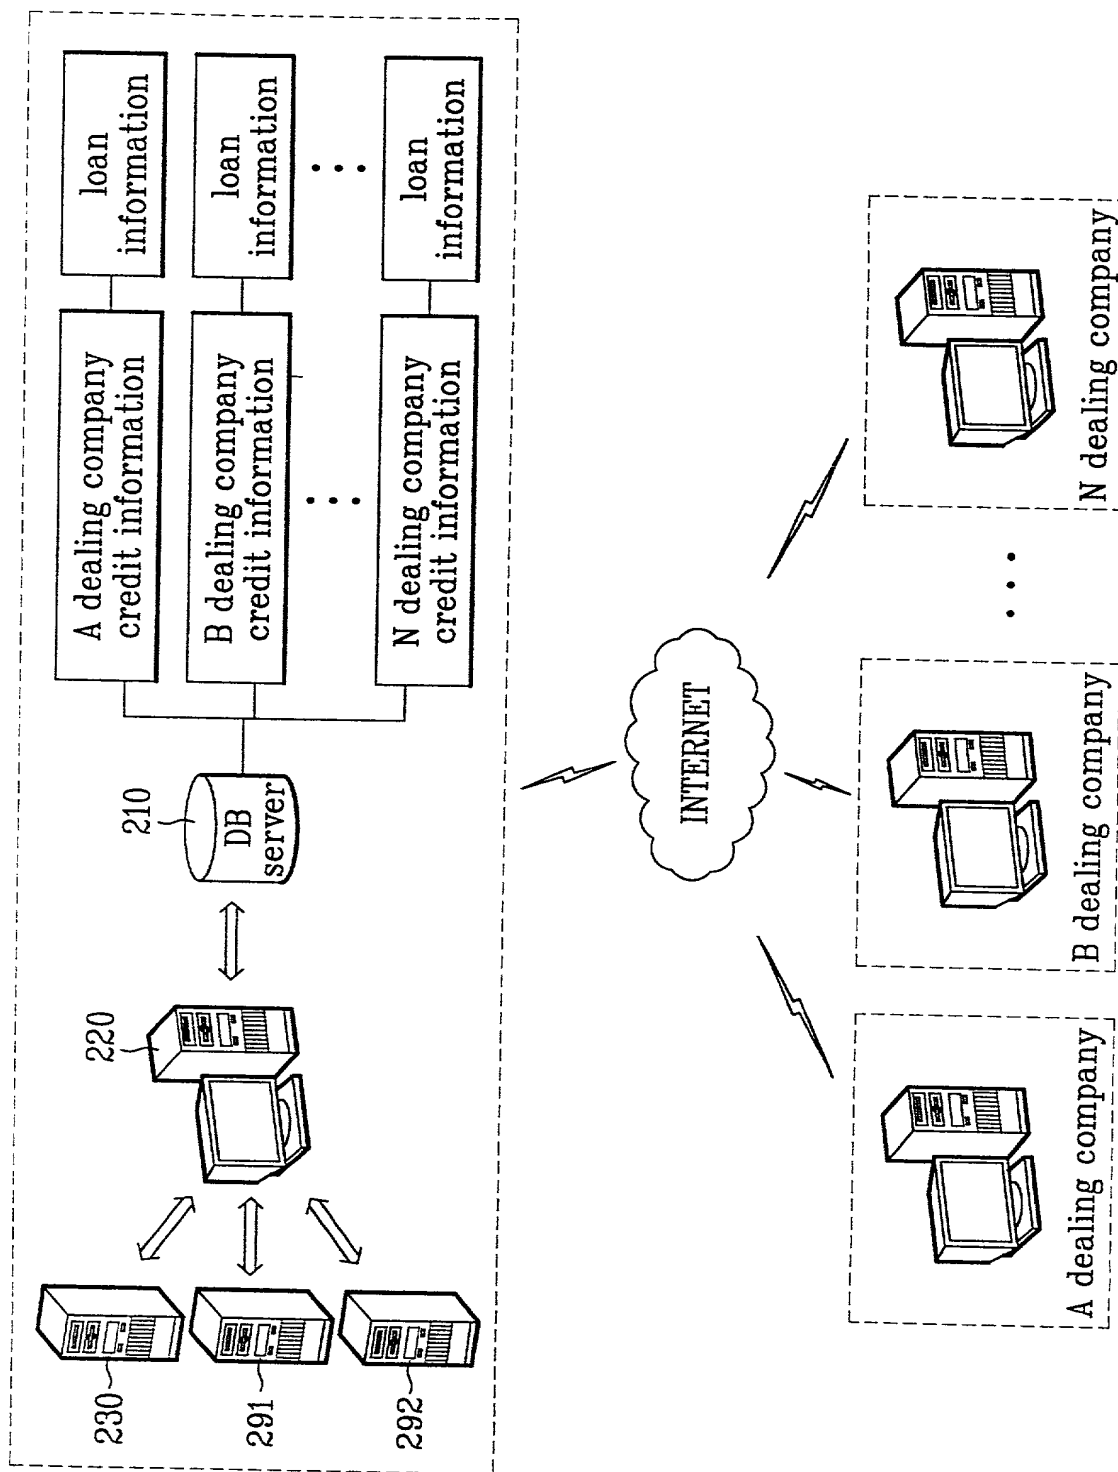 230
291
292
220
210
DB
server
A dealing company
credit information
loan
information
B dealing company
credit information
loan
information
N dealing company
credit information
loan
information
INTERNET
A dealing company
B dealing company
N dealing company